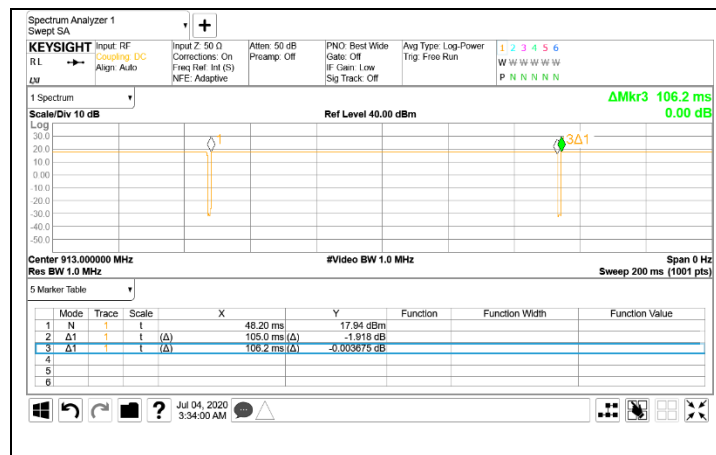 Spectrum Analyzer 1
Swept SA
+
KEYSIGHT Input: RF Input Z: 50 Ω Atten: 50 dB PNO: Best Wide Avg Type: Log-Power 1 2 3 4 5 6
RL Coupling: DC Corrections: On Preamp: Off Gate: Off Trig: Free Run W W W W W W
Align: Auto Freq Ref: Int (S) IF Gain: Low
LXI NFE: Adaptive Sig Track: Off P N N N N N
1 Spectrum ΔMkr3 106.2 ms
Scale/Div 10 dB Ref Level 40.00 dBm 0.00 dB
Log
30.0 1 3Δ1
20.0
10.0
0.00
-10.0
-20.0
-30.0
-40.0
-50.0
Center 913.000000 MHz #Video BW 1.0 MHz Span 0 Hz
Res BW 1.0 MHz Sweep 200 ms (1001 pts)
5 Marker Table
Mode Trace Scale X Y Function Function Width Function Value
1 N 1 t 48.20 ms 17.94 dBm
2 Δ1 1 t (Δ) 105.0 ms (Δ) -1.918 dB
3 Δ1 1 t (Δ) 106.2 ms (Δ) -0.003675 dB
4
5
6
? Jul 04, 2020
3:34:00 AM